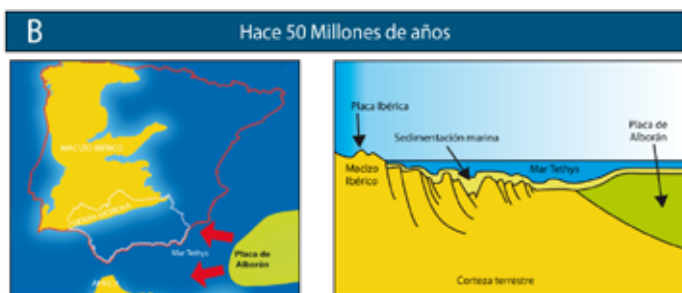 B
Hace 50 Millones de años
MACIZO IBÉRICO
SIERRA MORENA
Mar Tethys
Placa de
Alborán
ÁFRICA
Placa Ibérica
Sedimentación marina
Placa de
Alborán
Macizo
Ibérico
Mar Tethys
Corteza terrestre